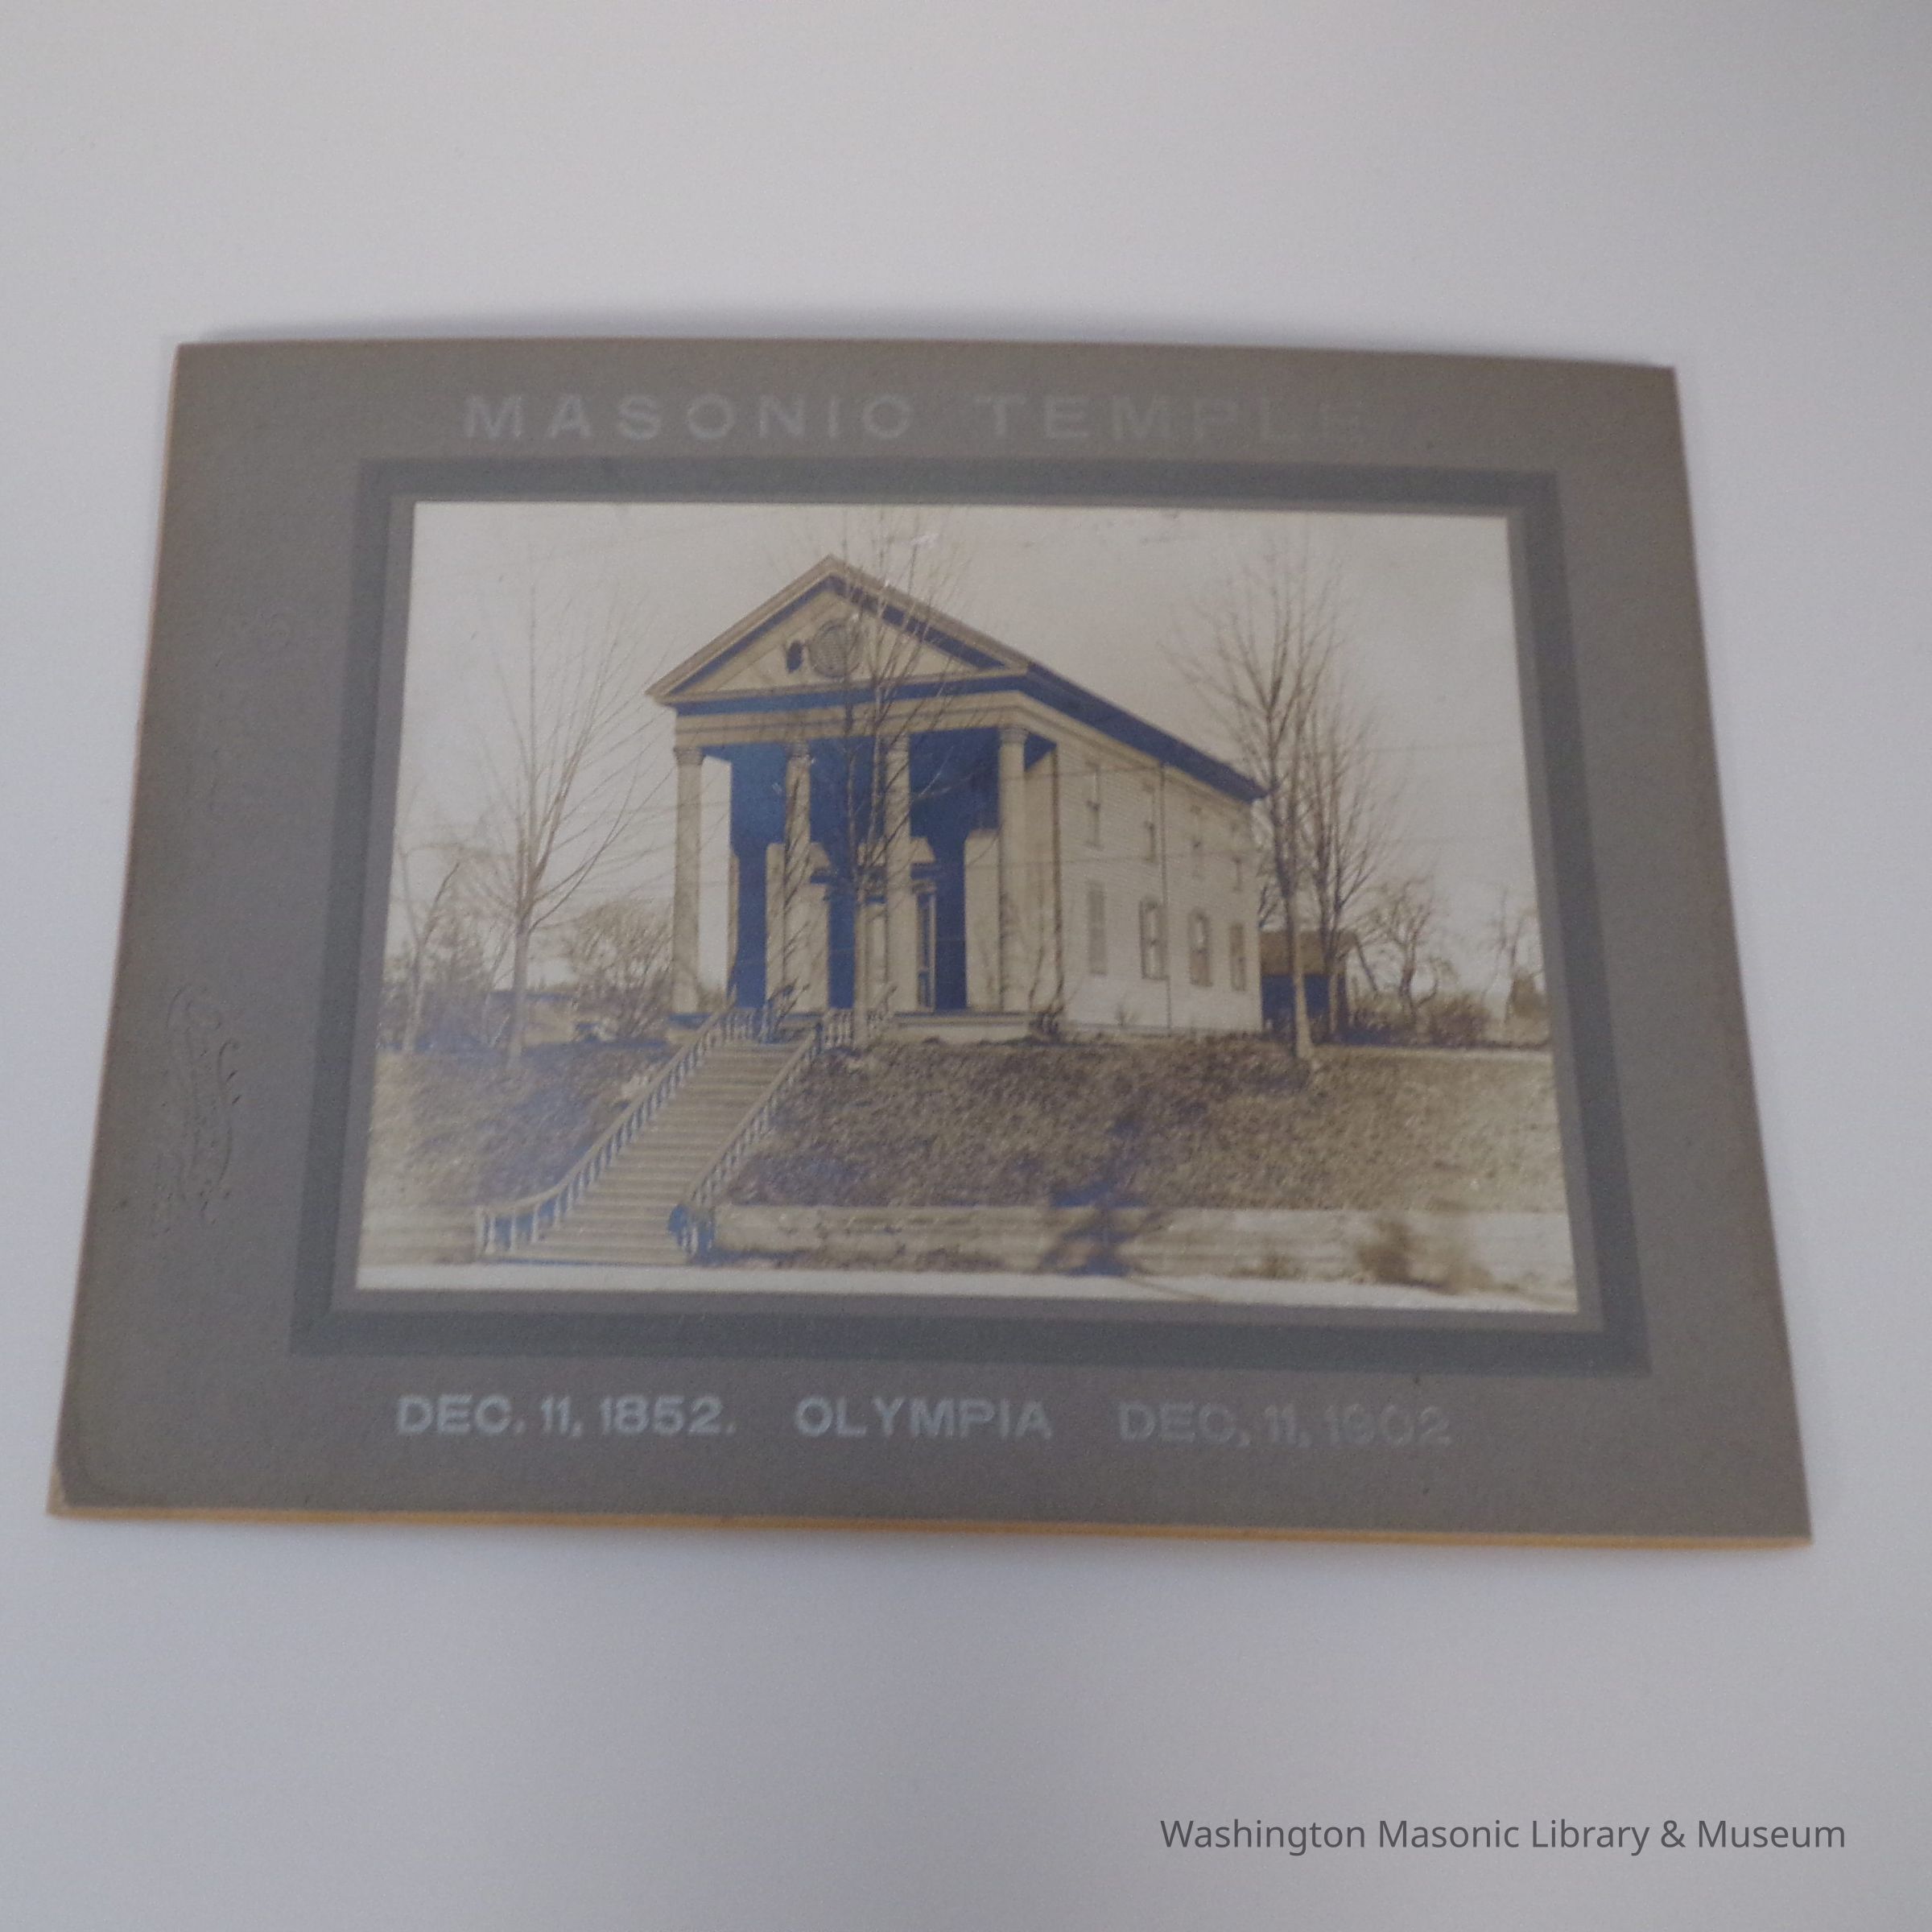 MASONIC TEMPLE
DEC. 11, 1852. OLYMPIA DEC, 11, 1902
Washington Masonic Library & Museum